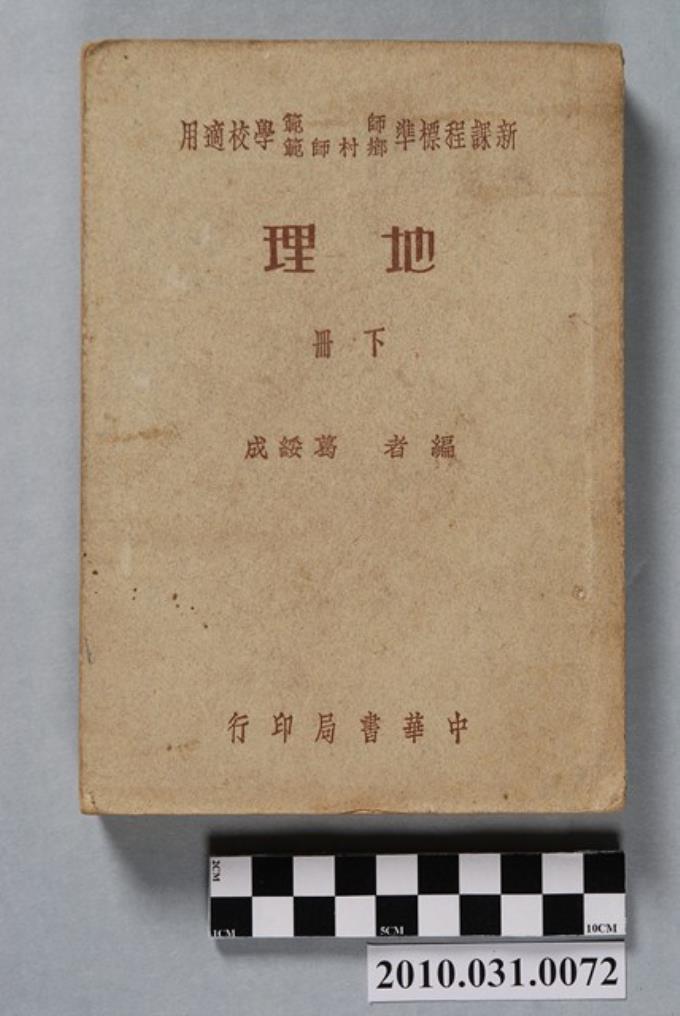 新課程標準師範鄉村師範學校適用
地理
下冊
編者 葛綏成
中華書局印行
2CM
1CM 5CM 10CM
2010.031.0072